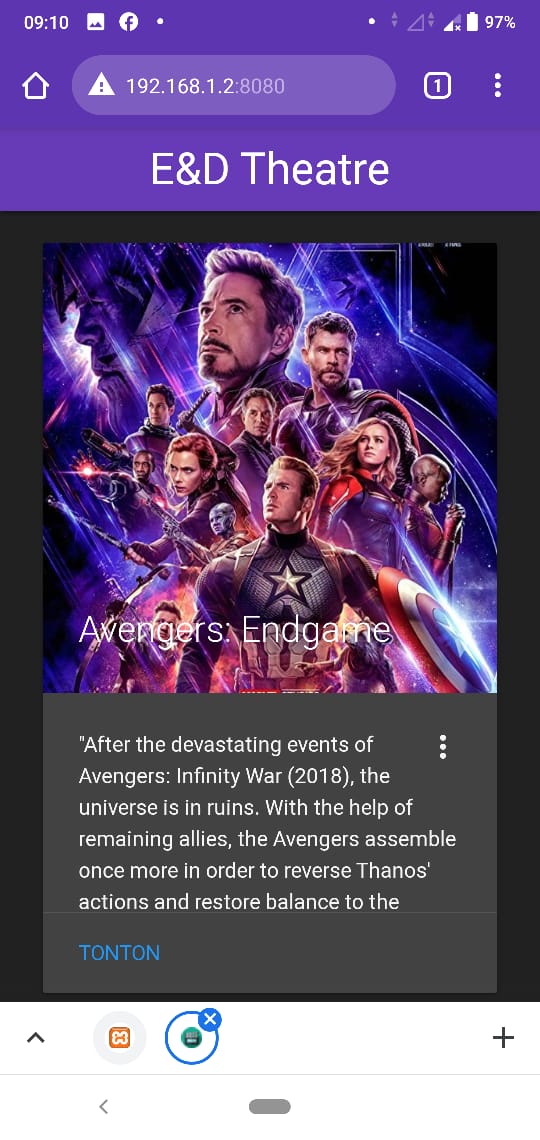 09:10
97%
192.168.1.2:8080
1
E&D Theatre
Avengers: Endgame
"After the devastating events of
Avengers: Infinity War (2018), the
universe is in ruins. With the help of
remaining allies, the Avengers assemble
once more in order to reverse Thanos'
actions and restore balance to the
TONTON